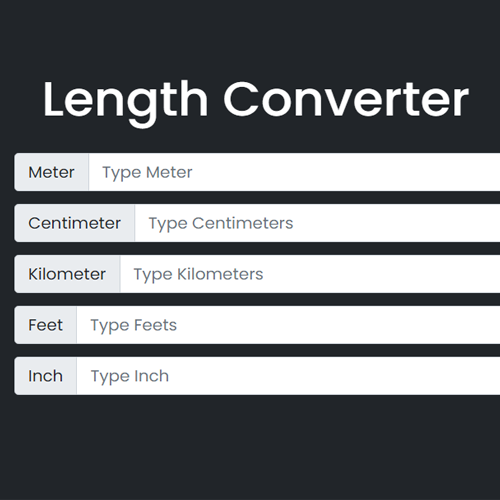 Length Converter
Meter Type Meter
Centimeter Type Centimeters
Kilometer Type Kilometers
Feet Type Feets
Inch Type Inch